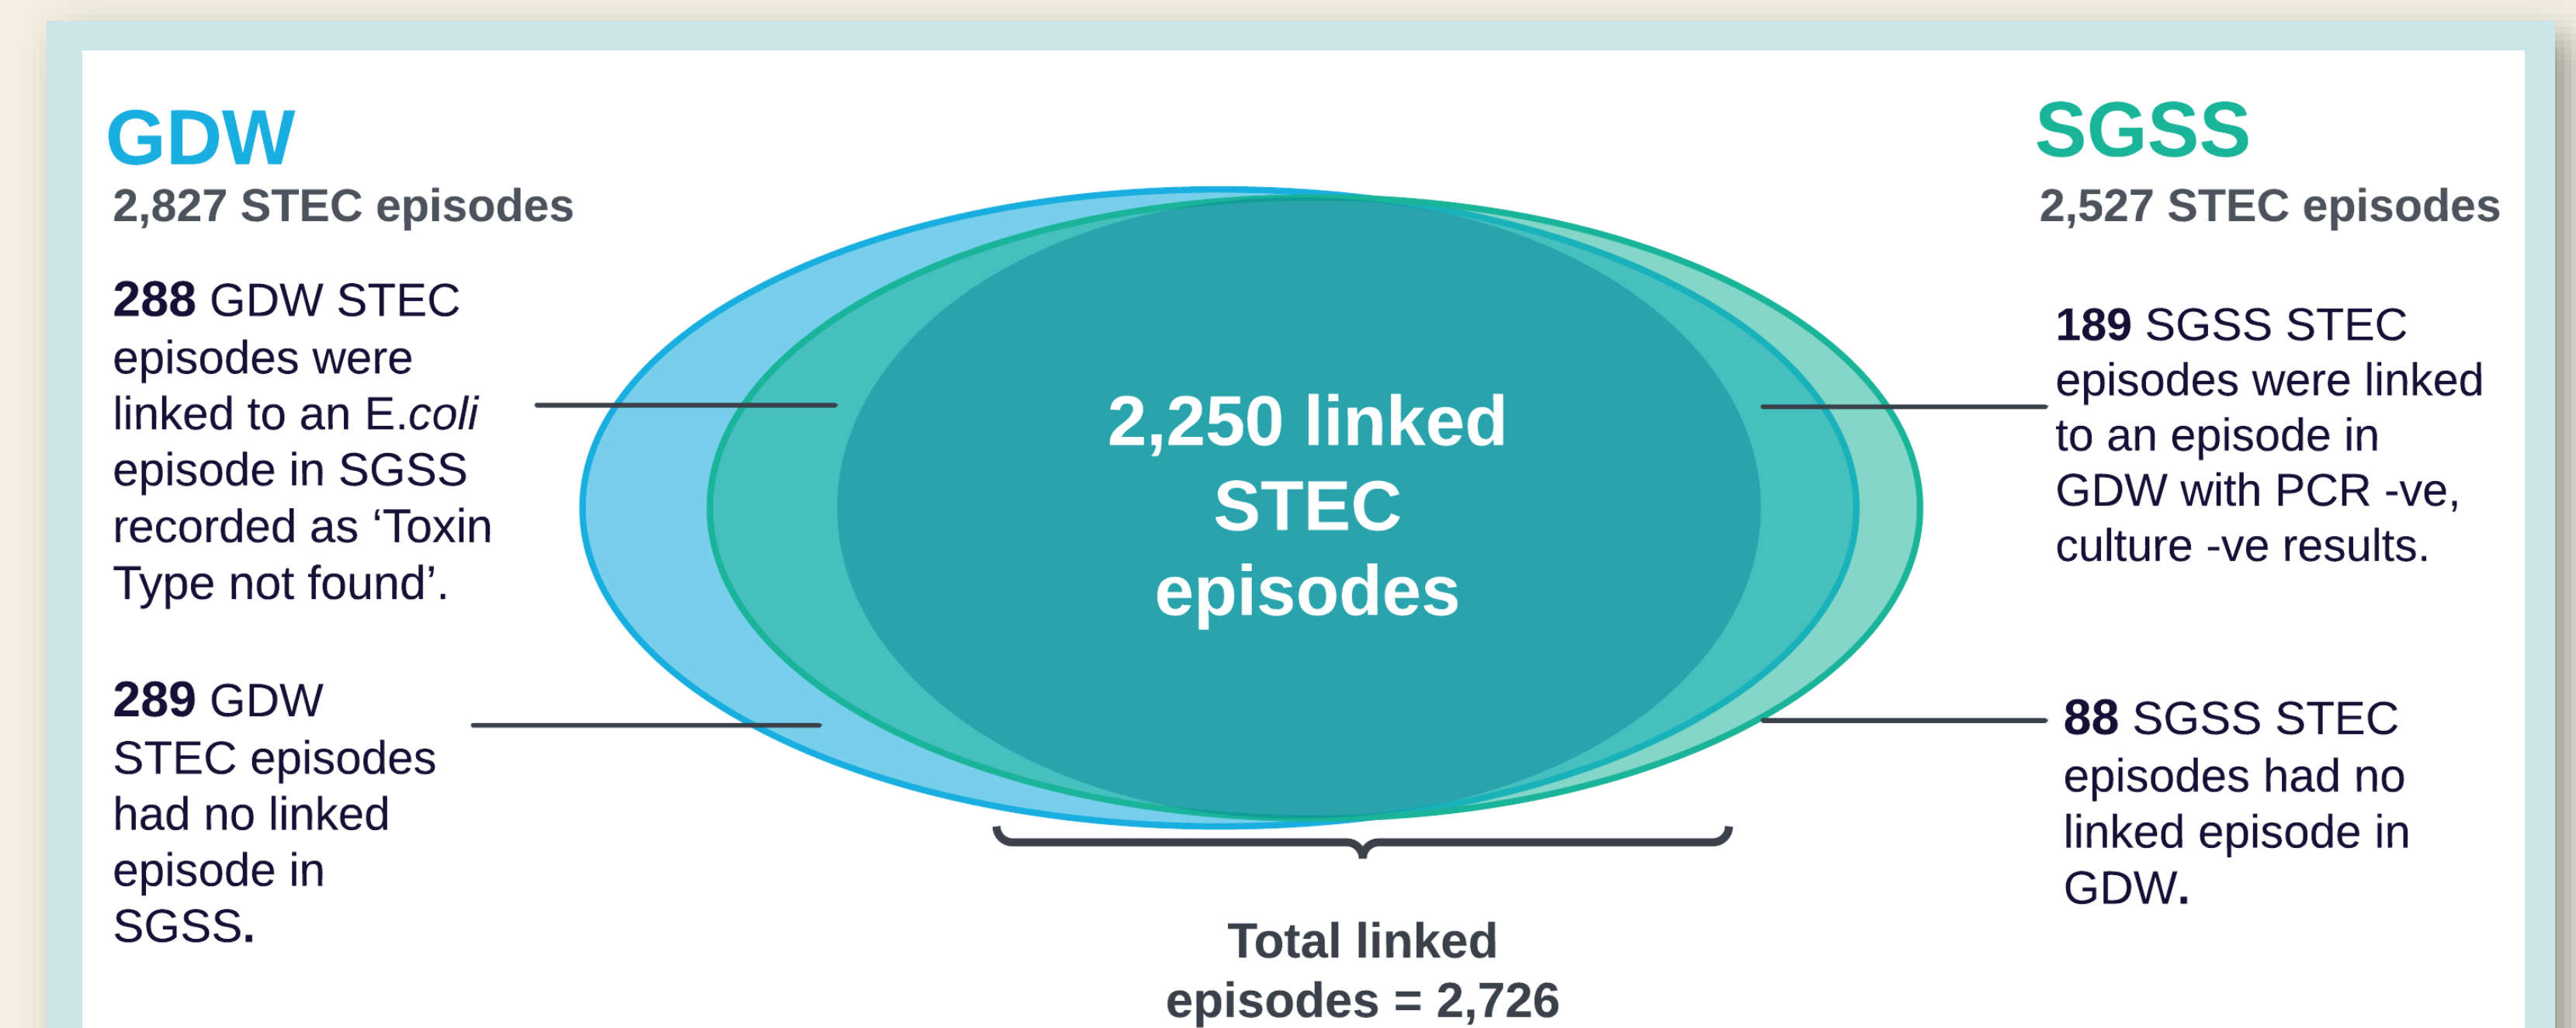 GDW
2,827 STEC episodes
288 GDW STEC
episodes were
linked to an E.coli
episode in SGSS
recorded as ‘Toxin
Type not found’.
289 GDW
STEC episodes
had no linked
episode in
SGSS.
2,250 linked
STEC
episodes
Total linked
episodes = 2,726
SGSS
2,527 STEC episodes
189 SGSS STEC
episodes were linked
to an episode in
GDW with PCR -ve,
culture -ve results.
88 SGSS STEC
episodes had no
linked episode in
GDW.